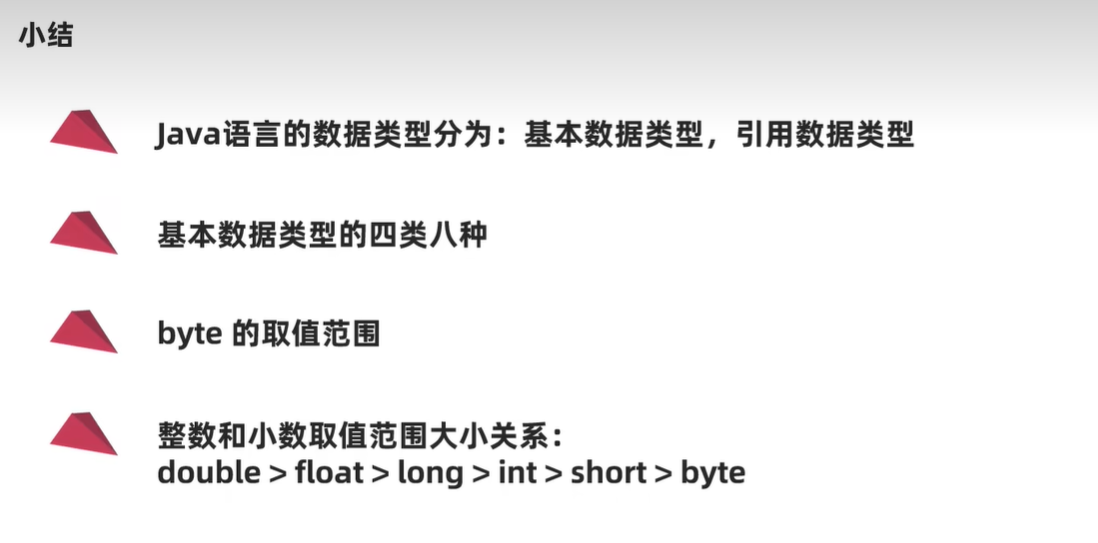 小结
Java语言的数据类型分为：基本数据类型，引用数据类型
基本数据类型的四类八种
byte 的取值范围
整数和小数取值范围大小关系：
double > float > long > int > short > byte